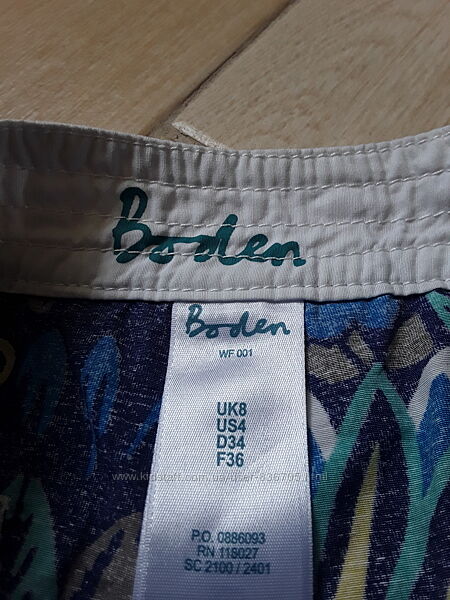 Boden
Boden
WF 001
UK8
US4
D34
F36
P.O. 0886093
RN 118027
SC 2100 / 2401